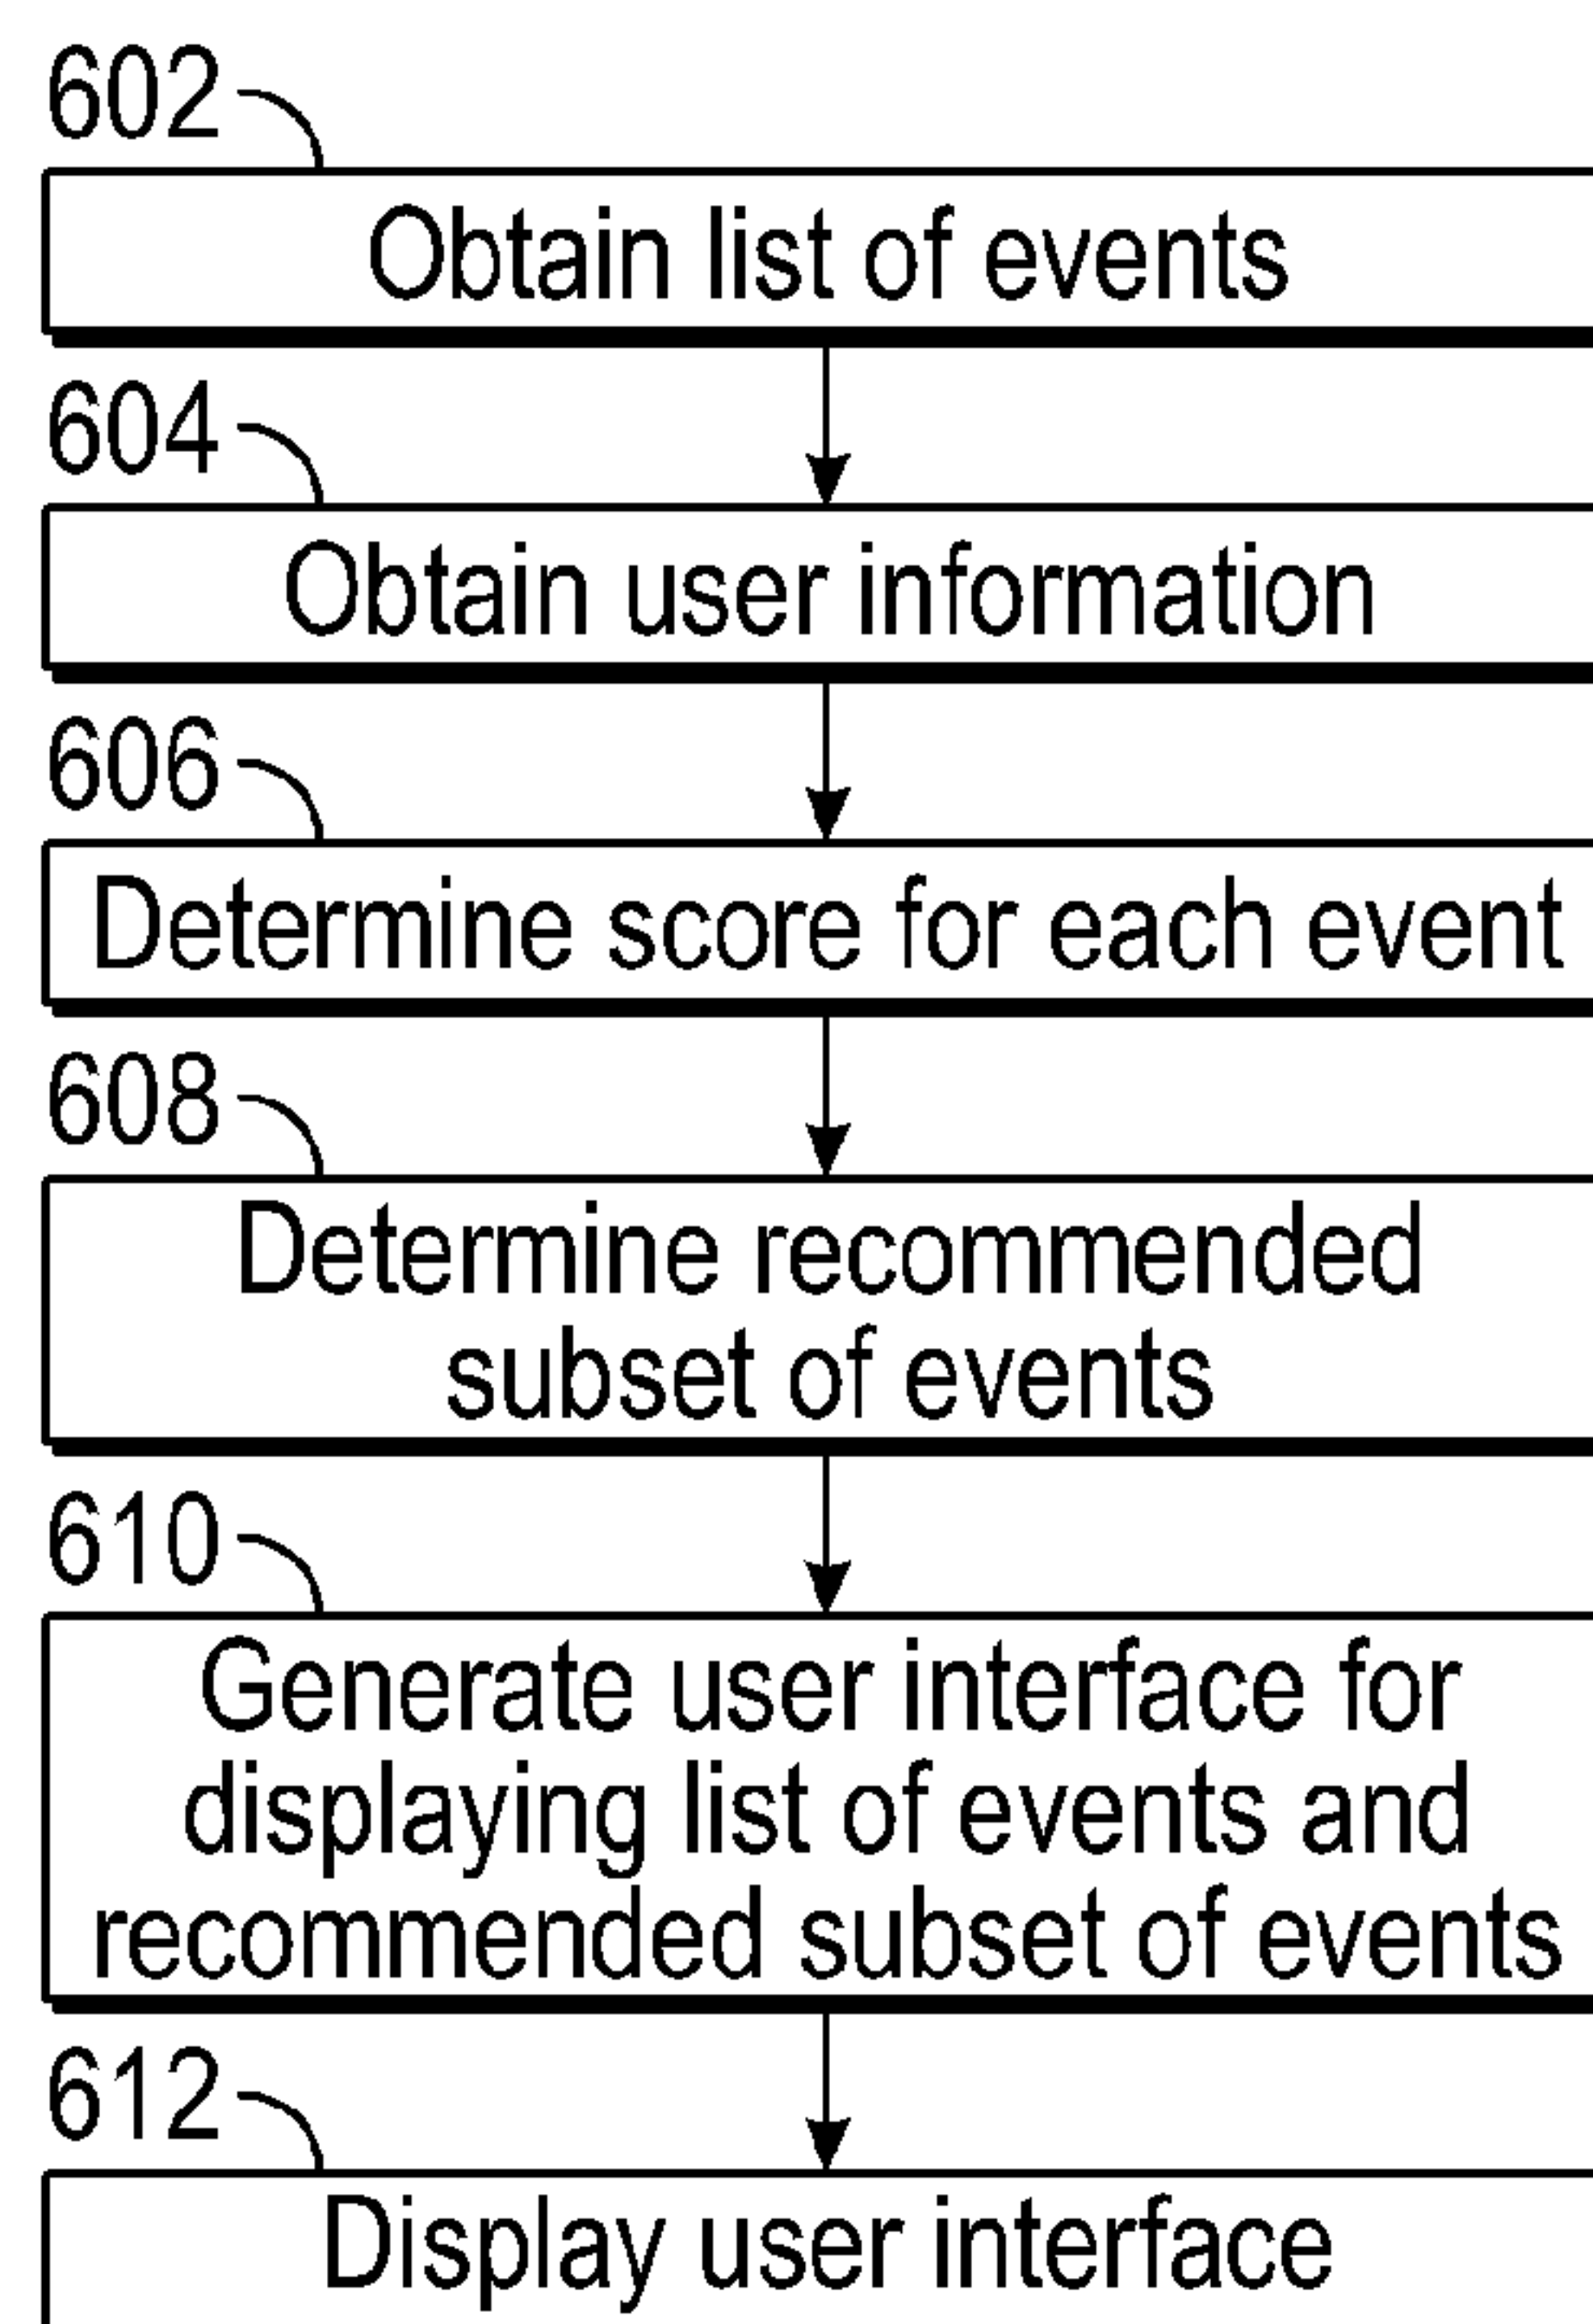 602
Obtain list of events
604
Obtain user information
606
Determine score for each event
608
Determine recommended
subset of events
610
Generate user interface for
displaying list of events and
recommended subset of events
612
Display user interface